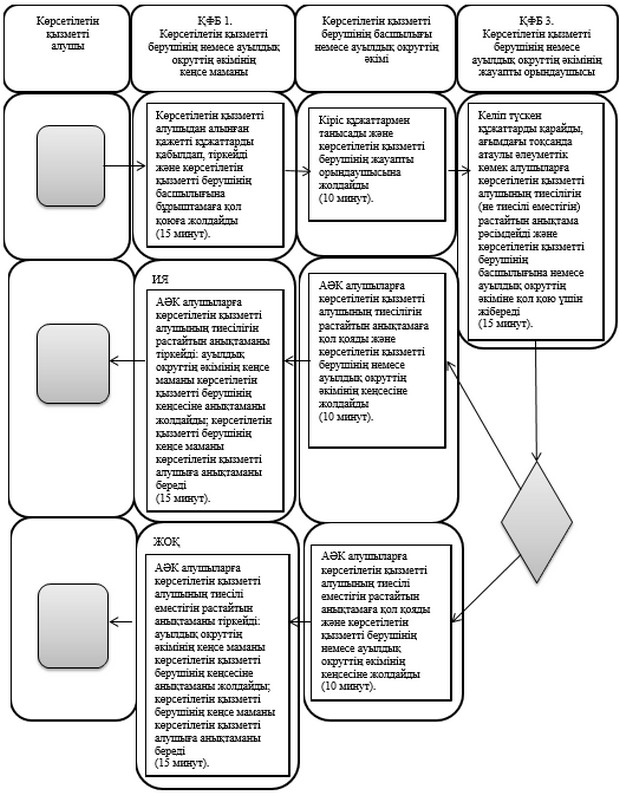 Көрсетілетін
қызметті
алушы
ҚФБ 1.
Көрсетілетін қызметті
берушінің немесе ауылдық
округтің әкімінің
кеңсе маманы
Көрсетілетін қызметті
берушінің басшылығы
немесе ауылдық округтің
әкімі
ҚФБ 3.
Көрсетілетін қызметті
берушінің немесе
ауылдық округтің әкімінің
жауапты орындаушысы
Көрсетілетін қызметті
алушыдан алынған
қажетті құжаттарды
қабылдап, тіркейді
және көрсетілетін
қызметті берушінің
басшылығына
бұрыштамаға қол
қоюға жолдайды
(15 минут).
Кіріс құжаттармен
танысады және
көрсетілетін қызметті
берушінің жауапты
орындаушысына
жолдайды
(10 минут).
Келіп түскен
құжаттарды қарайды,
ағымдағы тоқсанда
атаулы әлеуметтік
көмек алушыларға
көрсетілетін қызметті
алушының тиесілігін
(не тиесілі еместігін)
растайтын анықтама
рәсімдейді және
көрсетілетін қызметті
берушінің
басшылығына немесе
ауылдық округтің
әкіміне қол қою үшін
жібереді
(15 минут).
ИЯ
АӘК алушыларға
көрсетілетін қызметті
алушының тиесілігін
растайтын анықтаманы
тіркейді: ауылдық
округтің әкімінің кеңсе
маманы көрсетілетін
қызметті берушінің
кеңсесіне анықтаманы
жолдайды; көрсетілетін
қызметті берушінің
кеңсе маманы
көрсетілетін қызметті
алушыға анықтаманы
береді
(15 минут).
АӘК алушыларға
көрсетілетін қызметті
алушының тиесілігін
растайтын анықтамаға
қол қояды және
көрсетілетін қызметті
берушінің немесе
ауылдық округтің
әкімінің кеңсесіне
жолдайды
(10 минут).
ЖОҚ
АӘК алушыларға
көрсетілетін қызметті
алушының тиесілі
еместігін растайтын
анықтаманы тіркейді:
ауылдық округтің
әкімінің кеңсе маманы
көрсетілетін қызметті
берушінің кеңсесіне
анықтаманы жолдайды;
көрсетілетін қызметті
берушінің кеңсе маманы
көрсетілетін қызметті
алушыға анықтаманы
береді
(15 минут).
АӘК алушыларға
көрсетілетін қызметті
алушының тиесілі
еместігін растайтын
анықтамаға қол қояды
және көрсетілетін
қызметті берушінің
немесе ауылдық
округтің әкімінің
кеңсесіне жолдайды
(10 минут).